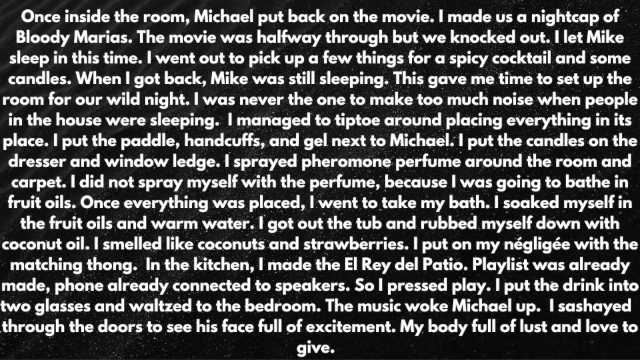 Once inside the room, Michael put back on the movie. I made us a nightcap of
Bloody Marias. The movie was halfway through but we knocked out. I let Mike
sleep in this time. I went out to pick up a few things for a spicy cocktail and some
candles. When I got back, Mike was still sleeping. This gave me time to set up the
room for our wild night. I was never the one to make too much noise when people
in the house were sleeping.  I managed to tiptoe around placing everything in its
place. I put the paddle, handcuffs, and gel next to Michael. I put the candles on the
dresser and window ledge. I sprayed pheromone perfume around the room and
carpet. I did not spray myself with the perfume, because I was going to bathe in
fruit oils. Once everything was placed, I went to take my bath. I soaked myself in
the fruit oils and warm water. I got out the tub and rubbed myself down with
coconut oil. I smelled like coconuts and strawberries. I put on my négligée with the
matching thong.  In the kitchen, I made the El Rey del Patio. Playlist was already
made, phone already connected to speakers. So I pressed play. I put the drink into
two glasses and waltzed to the bedroom. The music woke Michael up.  I sashayed
through the doors to see his face full of excitement. My body full of lust and love to
give.